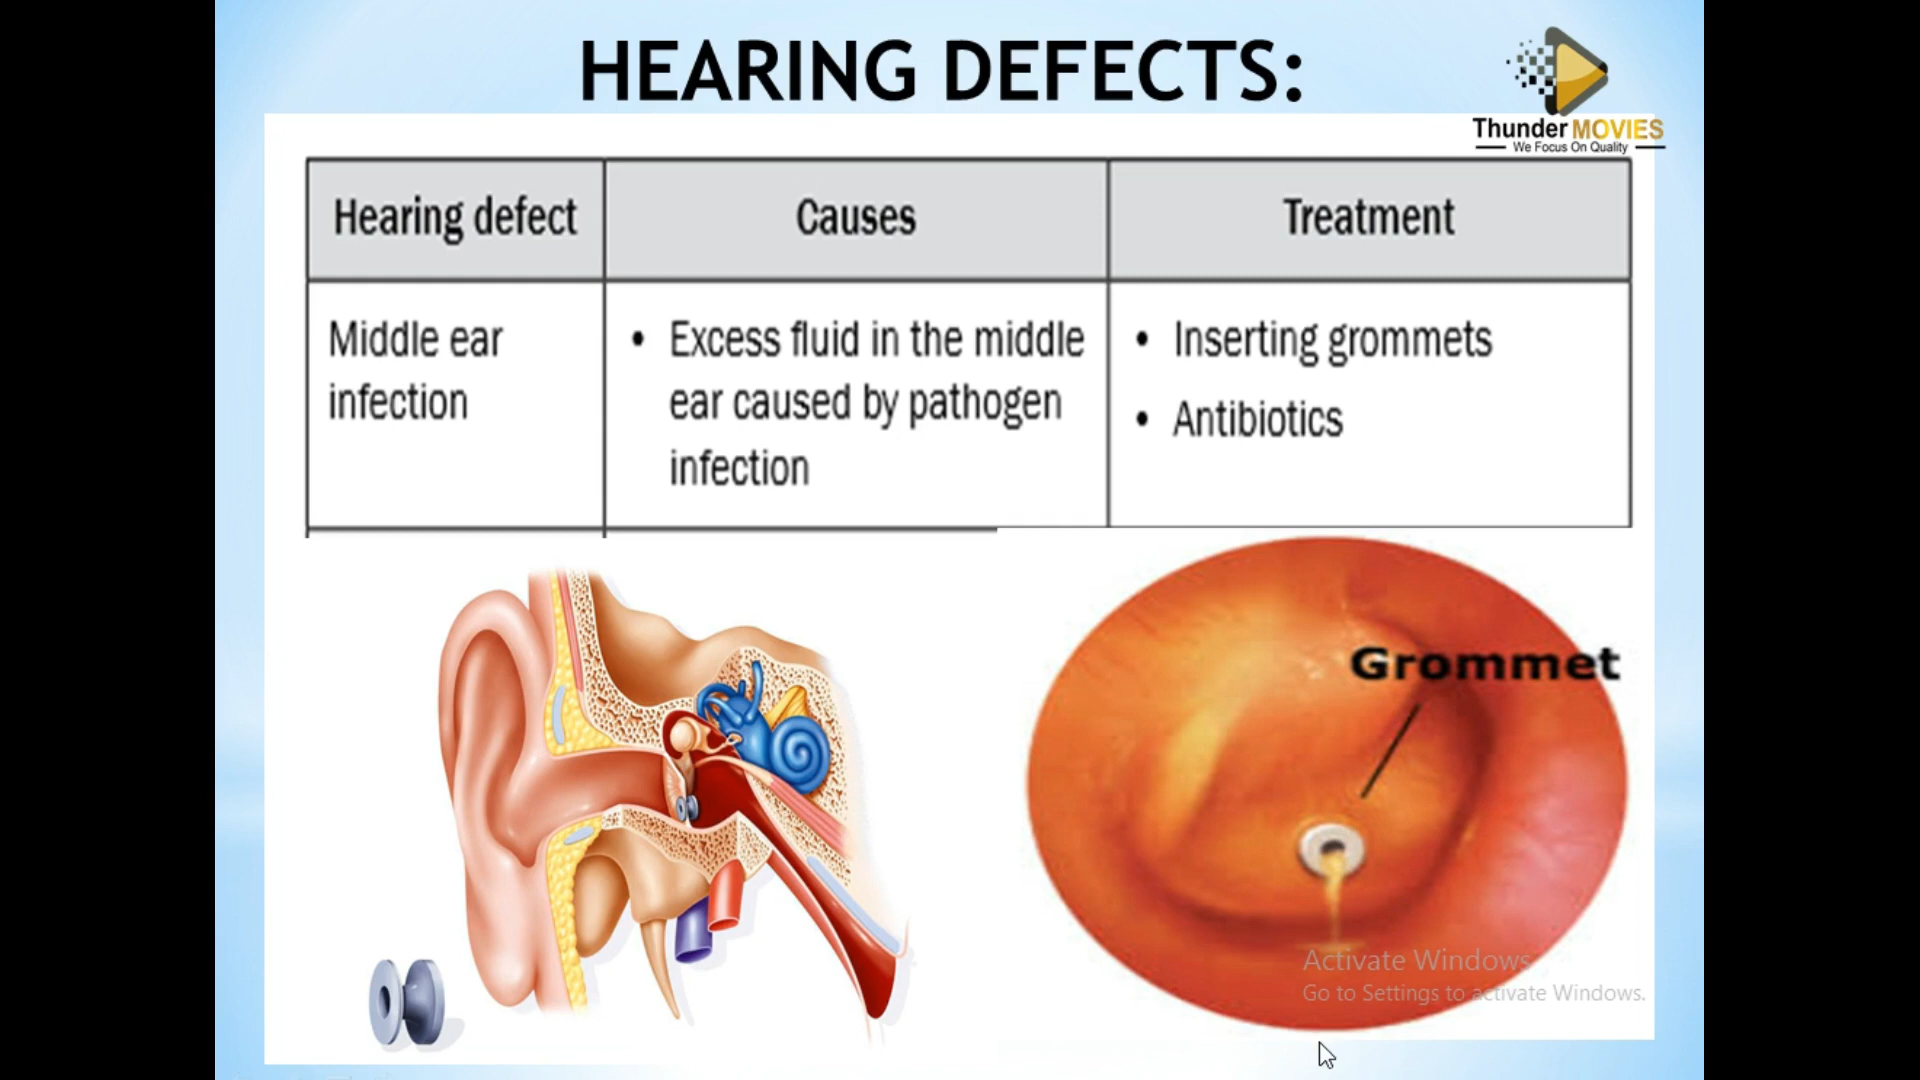 HEARING DEFECTS:
Thunder MOVIES
We Focus On Quality
Hearing defect
Causes
Treatment
Middle ear
infection
• Excess fluid in the middle
ear caused by pathogen
infection
• Inserting grommets
• Antibiotics
Grommet
Activate Windows
Go to Settings to activate Windows.